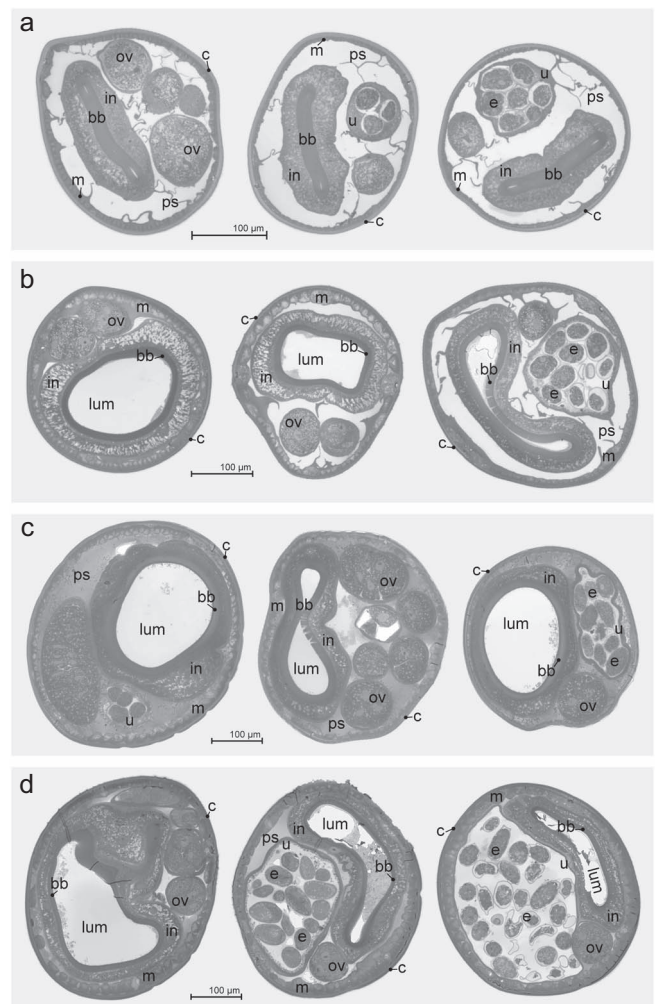 a
ov c m ps ps u
in bb e
bb u ov in bb
m ps in m c
100 µm c
b
m ov m in e
bb c bb
lum in lum bb u
in ov ps
c 100 µm c m
c
c c in e
ps bb m bb ov lum u
lum in lum in e
u m ov bb ov
100 µm ps c
d
c in lum m bb
bb ps u e c e u
ov bb lum
lum in e e in
m ov ov
100 µm m c